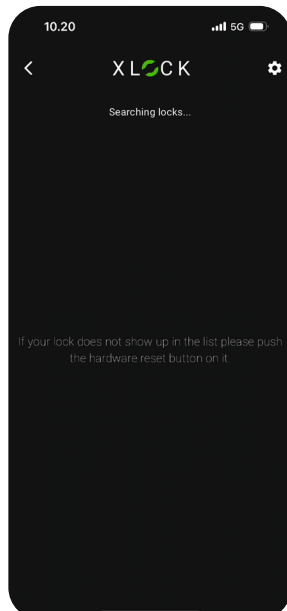 10.20 5G
XLOCK
Searching locks...
If your lock does not show up in the list please push
the hardware reset button on it.